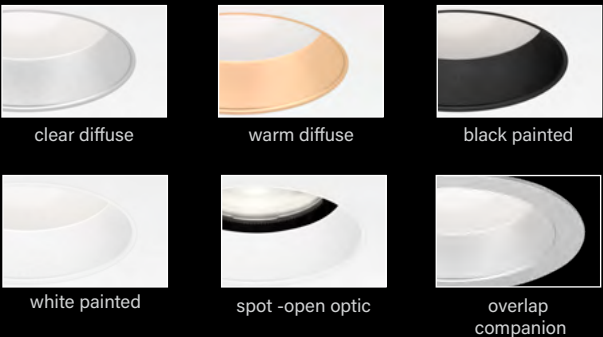 clear diffuse
warm diffuse
black painted
white painted
spot -open optic
overlap
companion